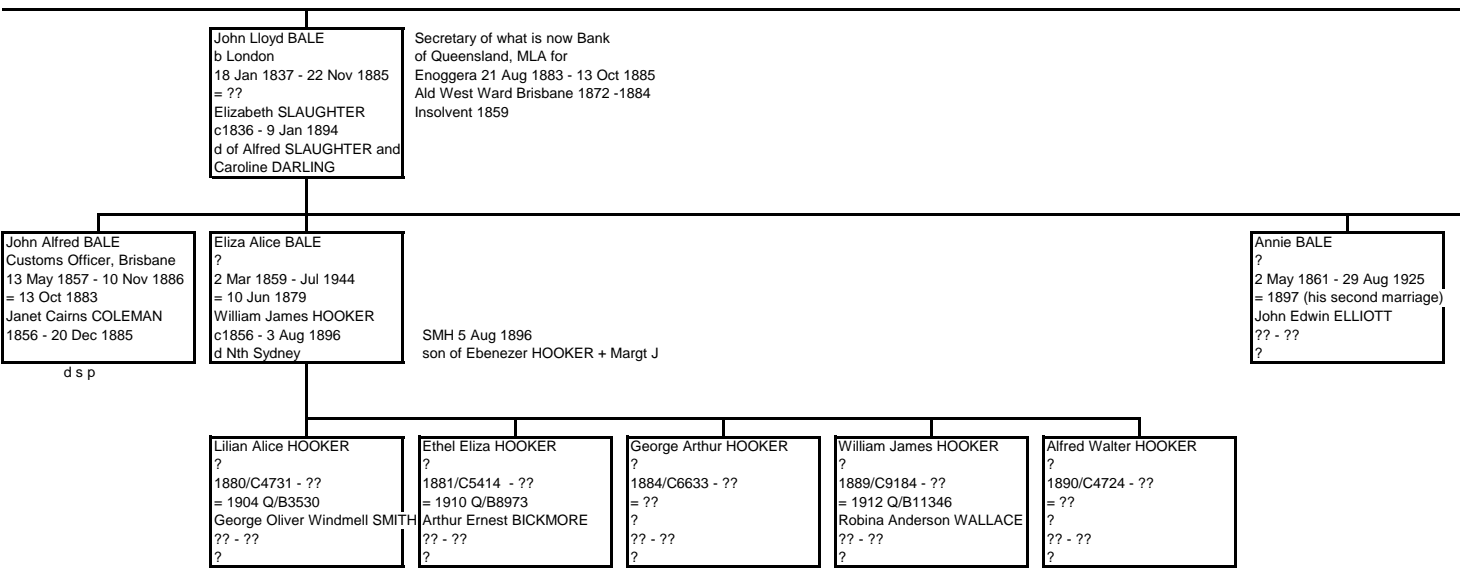 John Lloyd BALE
b London
18 Jan 1837 - 22 Nov 1885
= ??
Elizabeth SLAUGHTER
c1836 - 9 Jan 1894
d of Alfred SLAUGHTER and
Caroline DARLING
Secretary of what is now Bank
of Queensland, MLA for
Enoggera 21 Aug 1883 - 13 Oct 1885
Ald West Ward Brisbane 1872 -1884
Insolvent 1859
John Alfred BALE
Customs Officer, Brisbane
13 May 1857 - 10 Nov 1886
= 13 Oct 1883
Janet Cairns COLEMAN
1856 - 20 Dec 1885
d s p
Eliza Alice BALE
?
2 Mar 1859 - Jul 1944
= 10 Jun 1879
William James HOOKER
c1856 - 3 Aug 1896
d Nth Sydney
SMH 5 Aug 1896
son of Ebenezer HOOKER + Margt J
Annie BALE
?
2 May 1861 - 29 Aug 1925
= 1897 (his second marriage)
John Edwin ELLIOTT
?? - ??
?
Lilian Alice HOOKER
?
1880/C4731 - ??
= 1904 Q/B3530
George Oliver Windmell SMITH
?? - ??
?
Ethel Eliza HOOKER
?
1881/C5414 - ??
= 1910 Q/B8973
Arthur Ernest BICKMORE
?? - ??
?
George Arthur HOOKER
?
1884/C6633 - ??
= ??
?
?? - ??
?
William James HOOKER
?
1889/C9184 - ??
= 1912 Q/B11346
Robina Anderson WALLACE
?? - ??
?
Alfred Walter HOOKER
?
1890/C4724 - ??
= ??
?
?? - ??
?